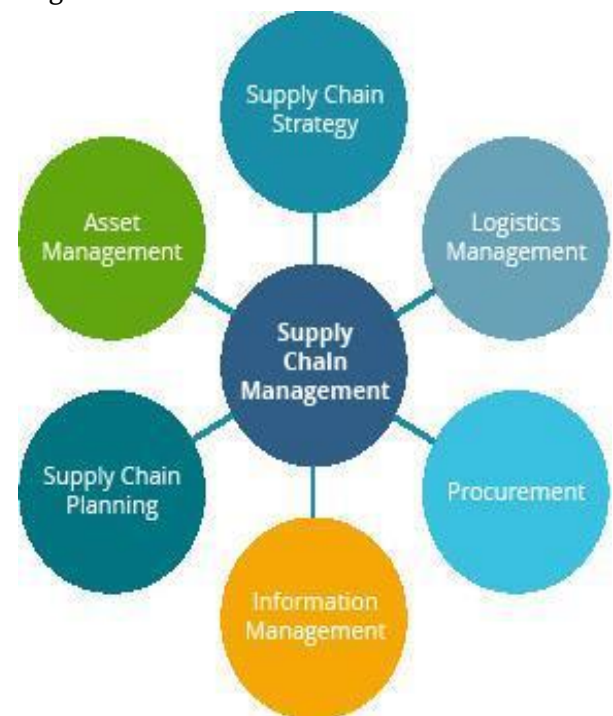 Supply Chain
Strategy
Asset
Management
Logistics
Management
Supply
Chain
Management
Supply Chain
Planning
Procurement
Information
Management